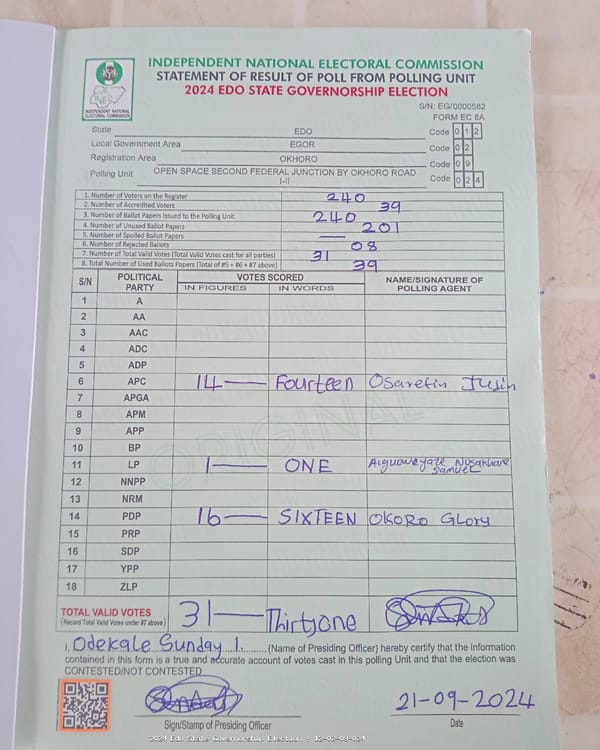 INDEPENDENT NATIONAL ELECTORAL COMMISSION
STATEMENT OF RESULT OF POLL FROM POLLING UNIT
2024 EDO STATE GOVERNORSHIP ELECTION
INDEPENDENT NATIONAL ELECTORAL COMMISSION
S/N: EG/0000582
FORM EC 8A
State EDO Code 0 1 2
Local Government Area EGOR Code 0 2
Registration Area OKHORO Code 0 9
Polling Unit OPEN SPACE SECOND FEDERAL JUNCTION BY OKHORO ROAD I-II Code 0 2 4
1. Number of Voters on the Register 240
2. Number of Accredited Voters 39
3. Number of Ballot Papers Issued to the Polling Unit 240
4. Number of Unused Ballot Papers 201
5. Number of Spoiled Ballot Papers —
6. Number of Rejected Ballots 08
7. Number of Total Valid Votes (Total Valid Votes cast for all parties) 31
8. Total Number of Used Ballots Papers (Total of #5 + #6 + #7 above) 39
S/N POLITICAL PARTY VOTES SCORED NAME/SIGNATURE OF POLLING AGENT
IN FIGURES IN WORDS
1 A
2 AA
3 AAC
4 ADC
5 ADP
6 APC 14 — Fourteen Osaretin
7 APGA
8 APM
9 APP
10 BP
11 LP 1 — ONE Samuel
12 NNPP
13 NRM
14 PDP 16 — SIXTEEN OKORO Glory
15 PRP
16 SDP
17 YPP
18 ZLP
ORIGINAL
TOTAL VALID VOTES 31 — Thirtyone
(Record Total Valid Votes under #7 above)
I, Odekale Sunday I. (Name of Presiding Officer) hereby certify that the information
contained in this form is a true and accurate account of votes cast in this polling Unit and that the election was
CONTESTED/NOT CONTESTED
21-09-2024
Sign/Stamp of Presiding Officer Date
2024 Edo State Governorship Election - 12-02-09-024